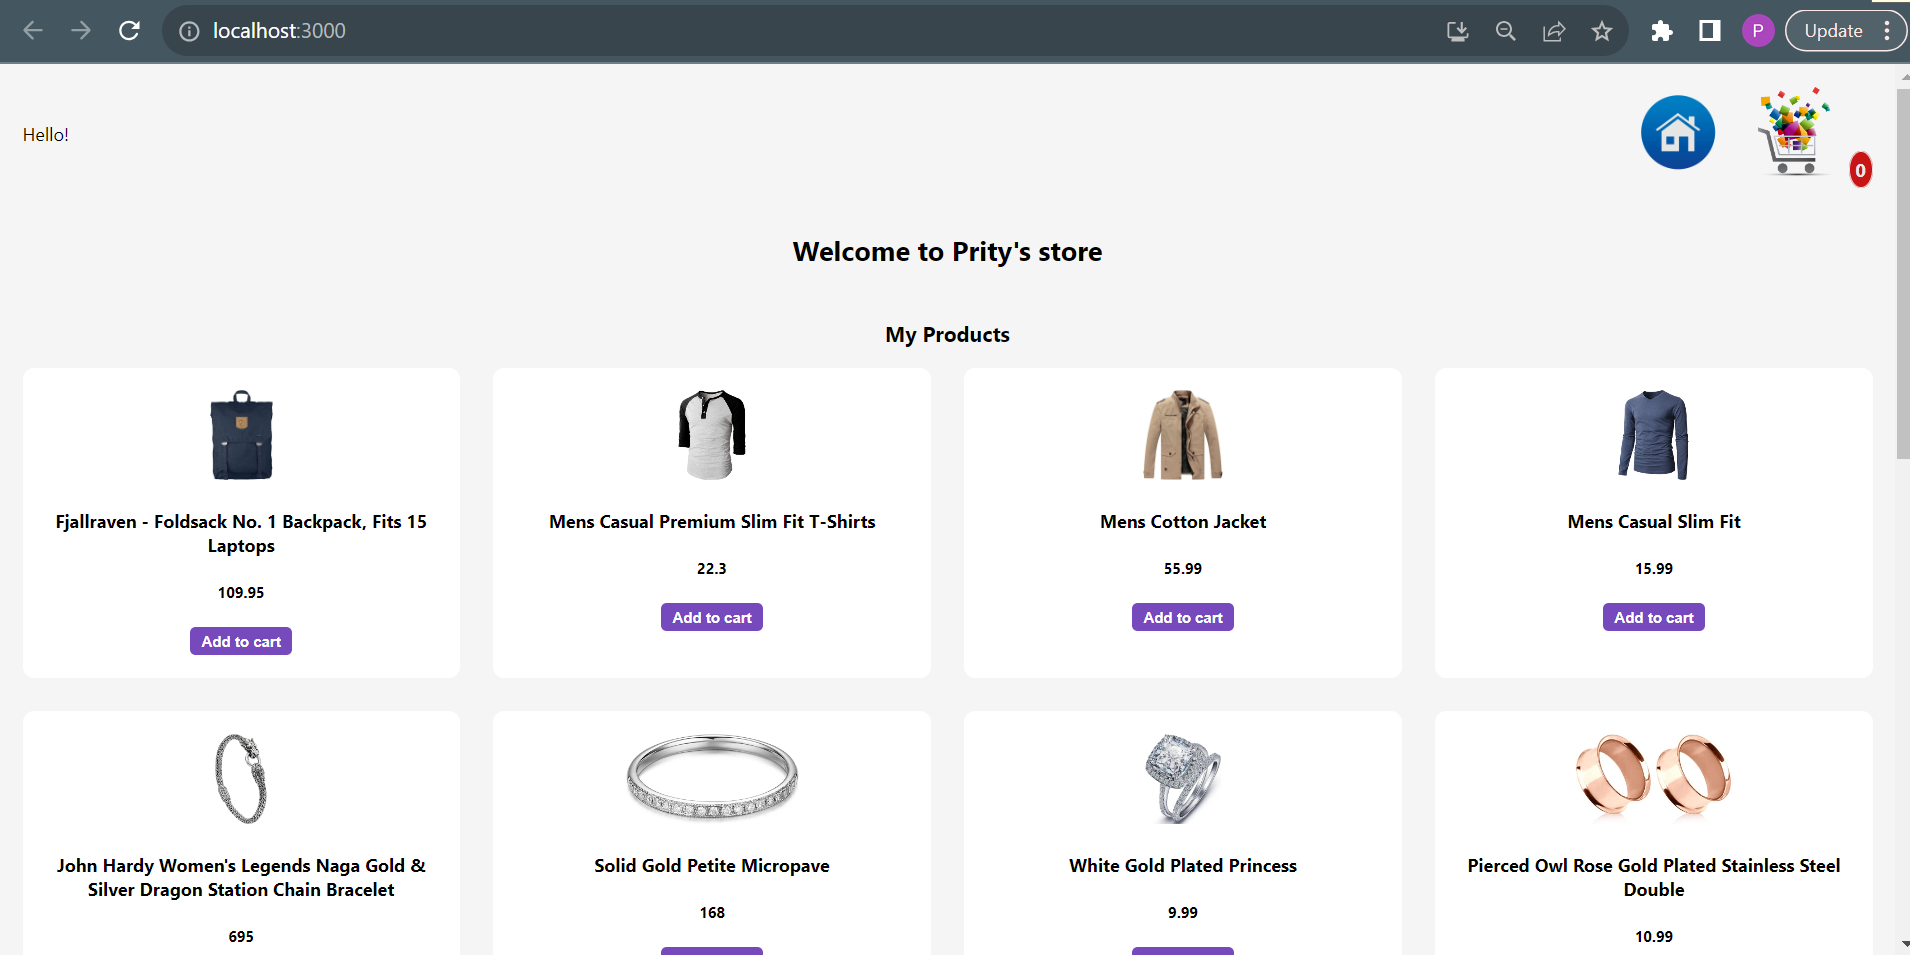 localhost:3000
P
Update
Hello!
0
Welcome to Prity's store
My Products
Fjallraven - Foldsack No. 1 Backpack, Fits 15
Laptops
109.95
Add to cart
Mens Casual Premium Slim Fit T-Shirts
22.3
Add to cart
Mens Cotton Jacket
55.99
Add to cart
Mens Casual Slim Fit
15.99
Add to cart
John Hardy Women's Legends Naga Gold &
Silver Dragon Station Chain Bracelet
695
Solid Gold Petite Micropave
168
White Gold Plated Princess
9.99
Pierced Owl Rose Gold Plated Stainless Steel
Double
10.99